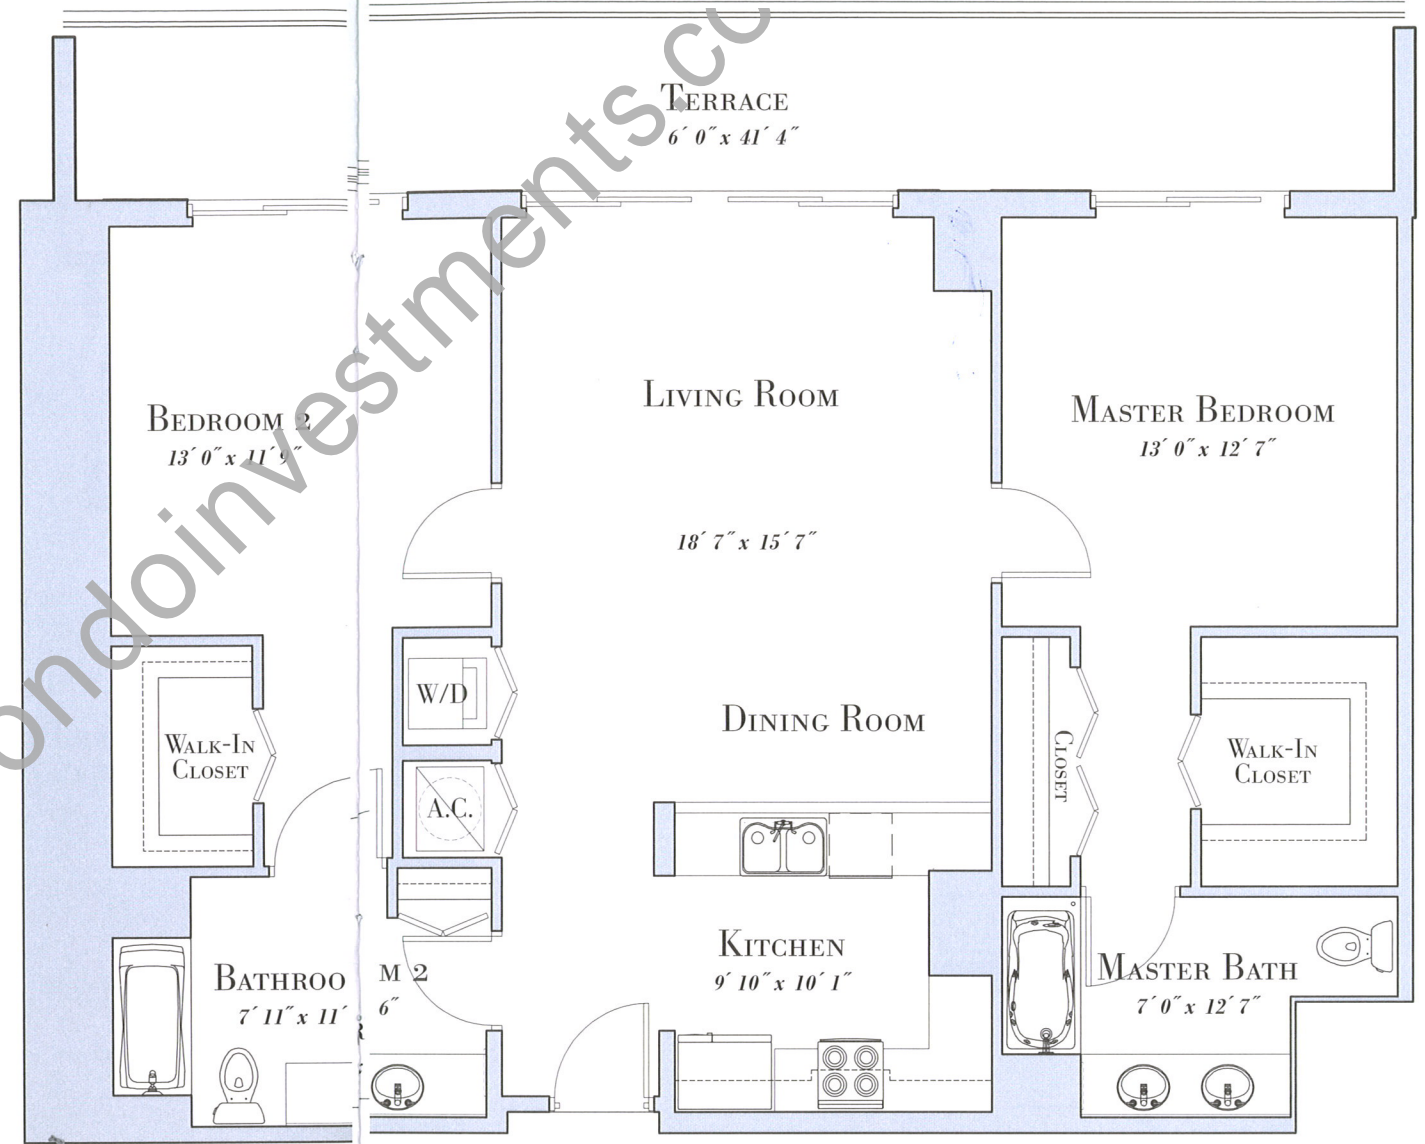 TERRACE
6´ 0˝ x 41´ 4˝
ondoinvestments.co
LIVING ROOM
BEDROOM 2
13´ 0˝ x 11´ 9˝
MASTER BEDROOM
13´ 0˝ x 12´ 7˝
18´ 7˝ x 15´ 7˝
W/D
DINING ROOM
WALK-IN
CLOSET
CLOSET
WALK-IN
CLOSET
A.C.
KITCHEN
9´ 10˝ x 10´ 1˝
BATHROO M 2
7´ 11˝ x 11´ 6˝
MASTER BATH
7´ 0˝ x 12´ 7˝